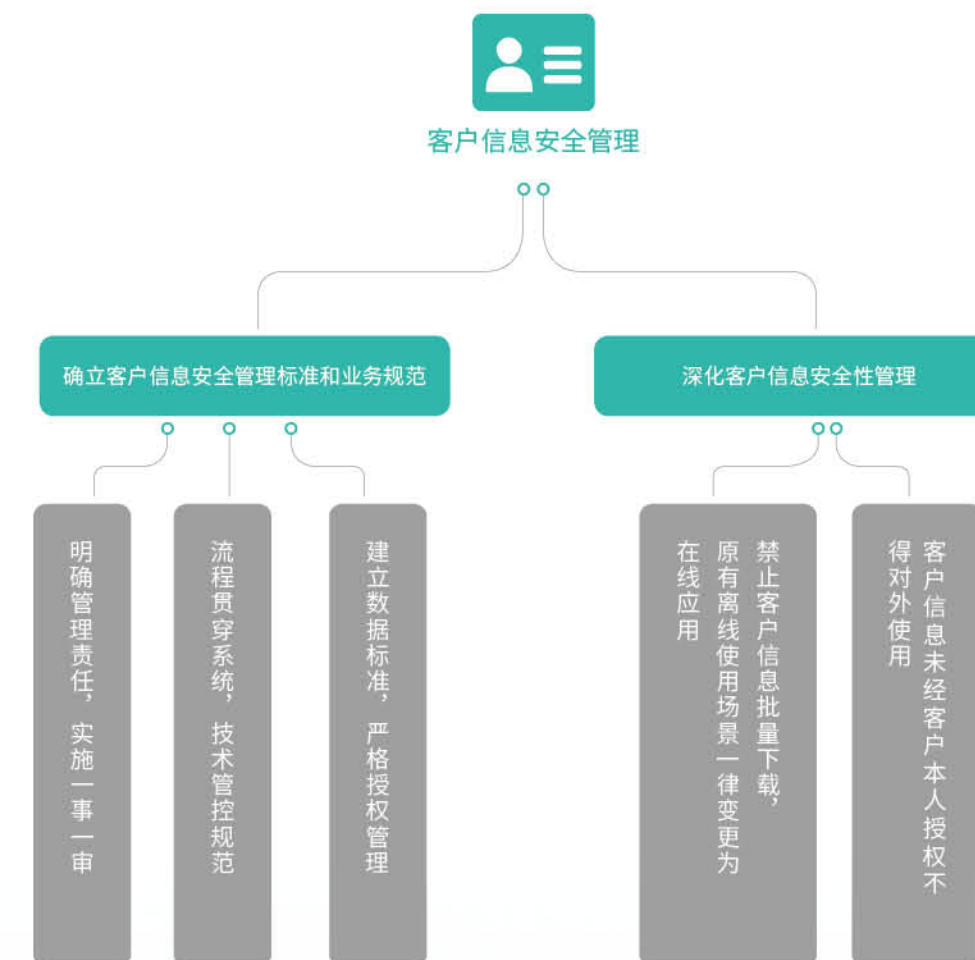 客户信息安全管理
确立客户信息安全管理标准和业务规范
深化客户信息安全性管理
明确管理责任，实施一事一审
流程贯穿系统，技术管控规范
建立数据标准，严格授权管理
禁止客户信息批量下载，
原有离线使用场景一律变更为
在线应用
客户信息未经客户本人授权不
得对外使用